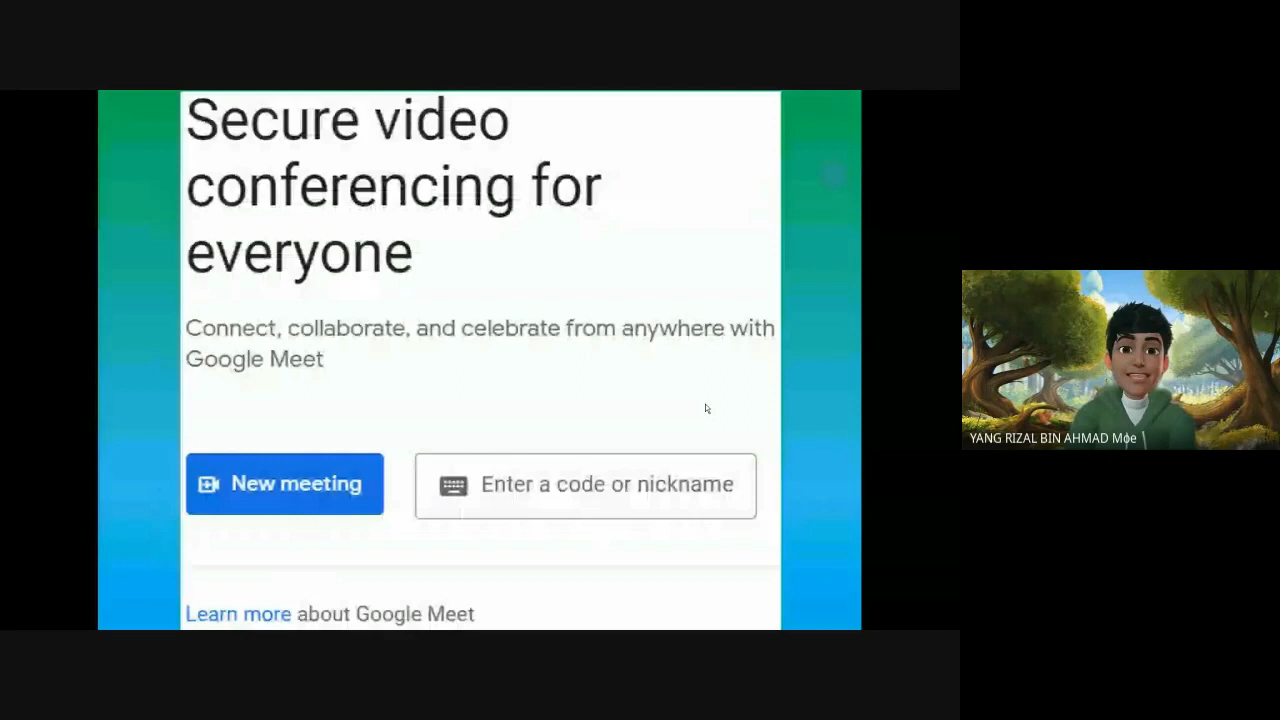 Secure video
conferencing for
everyone
Connect, collaborate, and celebrate from anywhere with
Google Meet
New meeting
Enter a code or nickname
Learn more about Google Meet
YANG RIZAL BIN AHMAD Moe